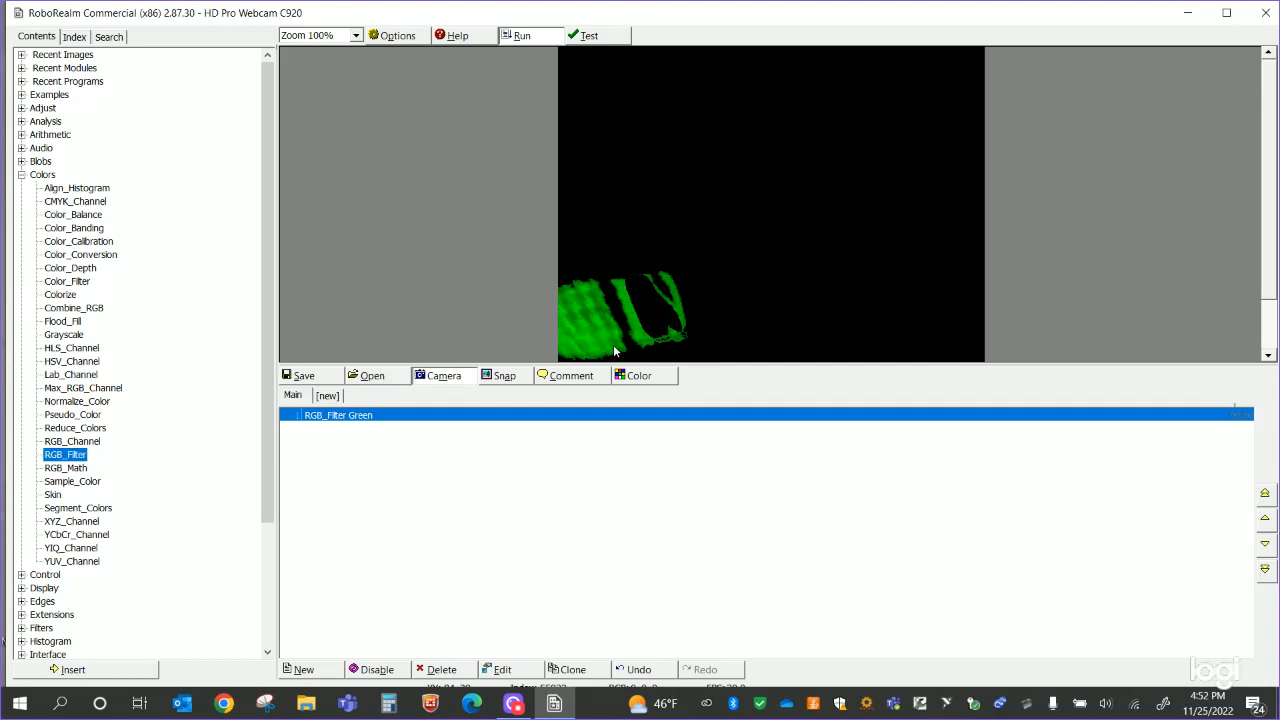 RoboRealm Commercial (x86) 2.87.30 - HD Pro Webcam C920
Contents Index Search Zoom 100% Options Help Run Test
Recent Images
Recent Modules
Recent Programs
Examples
Adjust
Analysis
Arithmetic
Audio
Blobs
Colors
Align_Histogram
CMYK_Channel
Color_Balance
Color_Banding
Color_Calibration
Color_Conversion
Color_Depth
Color_Filter
Colorize
Combine_RGB
Flood_Fill
Grayscale
HLS_Channel
HSV_Channel
Lab_Channel
Max_RGB_Channel
Normalize_Color
Pseudo_Color
Reduce_Colors
RGB_Channel
RGB_Filter
RGB_Math
Sample_Color
Skin
Segment_Colors
XYZ_Channel
YCbCr_Channel
YIQ_Channel
YUV_Channel
Control
Display
Edges
Extensions
Filters
Histogram
Interface
Insert
Save Open Camera Snap Comment Color
Main [new]
RGB_Filter Green
New Disable Delete Edit Clone Undo Redo
logi
46°F
4:52 PM
11/25/2022
24